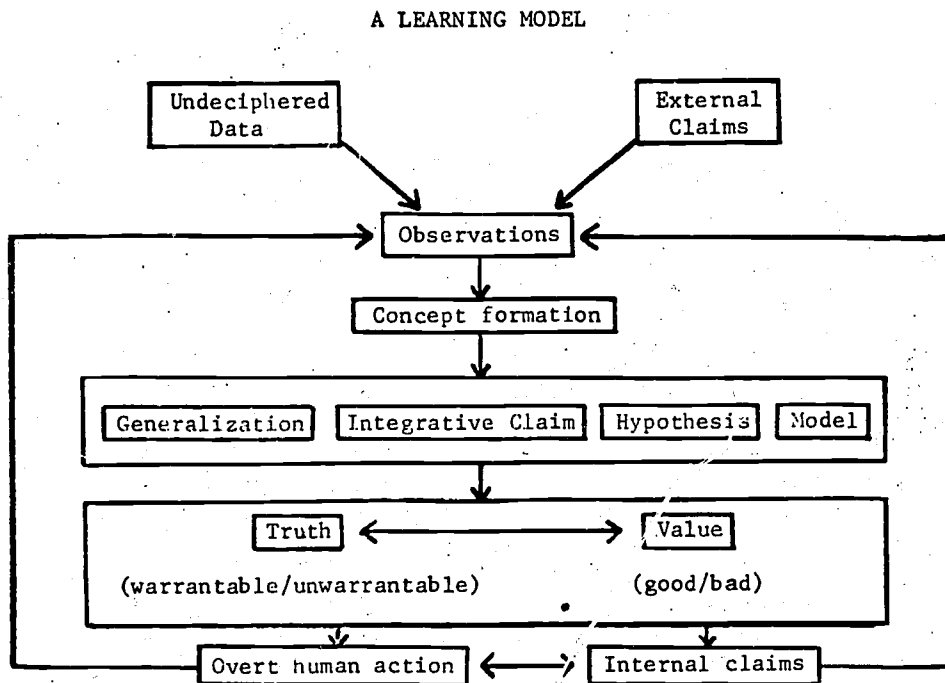 A LEARNING MODEL
Undeciphered
Data
External
Claims
Observations
Concept formation
Generalization Integrative Claim Hypothesis Model
Truth Value
(warrantable/unwarrantable) (good/bad)
Overt human action Internal claims